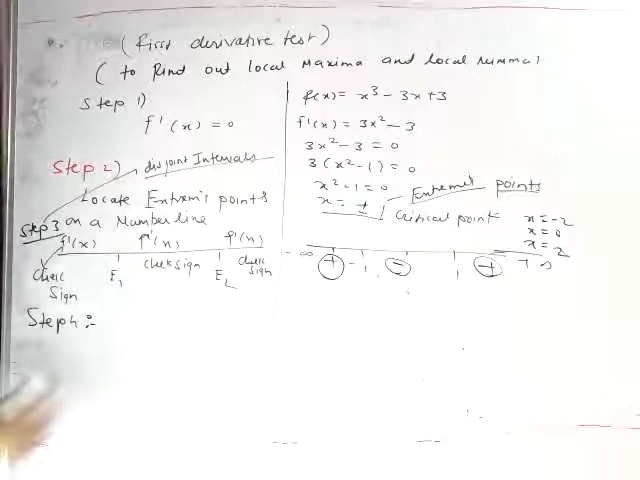 (First derivative test)
( to Find out local Maxima and local
Step 1)
f'(x) = 0
Step 2) disjoint Intervals
Locate Extrem's points
on a Number line
Step 3
f'(x) f'(x) f'(x)
Check Sign E1 check sign E2 check sign
Step 4 :-
f(x) = x³ - 3x + 3
f'(x) = 3x² - 3
3x² - 3 = 0
3(x² - 1) = 0
x² - 1 = 0
x = ± 1 Extreme points
Critical point
x = -2
x = 0
x = 2
- ∞ + - 1 - 1 + + ∞